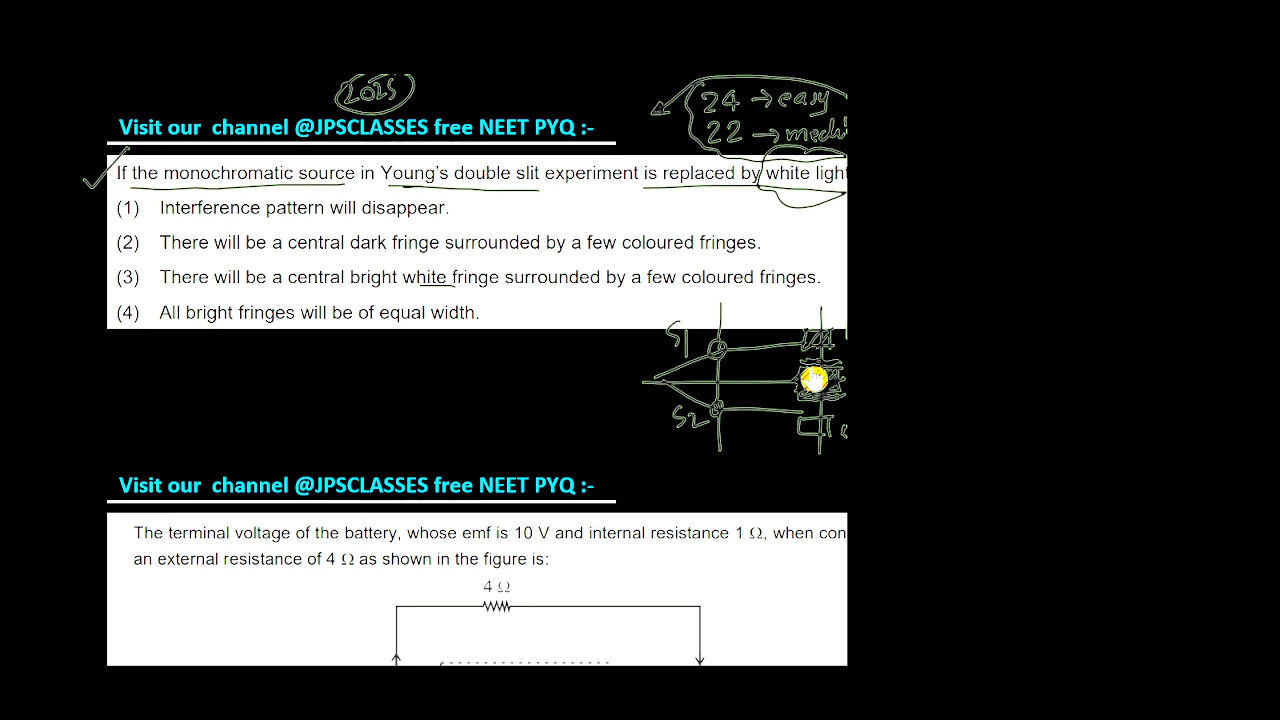 2025
24 → easy
22 → medi
Visit our channel @JPSCLASSES free NEET PYQ :-
If the monochromatic source in Young's double slit experiment is replaced by white light
(1) Interference pattern will disappear.
(2) There will be a central dark fringe surrounded by a few coloured fringes.
(3) There will be a central bright white fringe surrounded by a few coloured fringes.
(4) All bright fringes will be of equal width.
S1
S2
Visit our channel @JPSCLASSES free NEET PYQ :-
The terminal voltage of the battery, whose emf is 10 V and internal resistance 1 Ω, when con
an external resistance of 4 Ω as shown in the figure is:
4 Ω